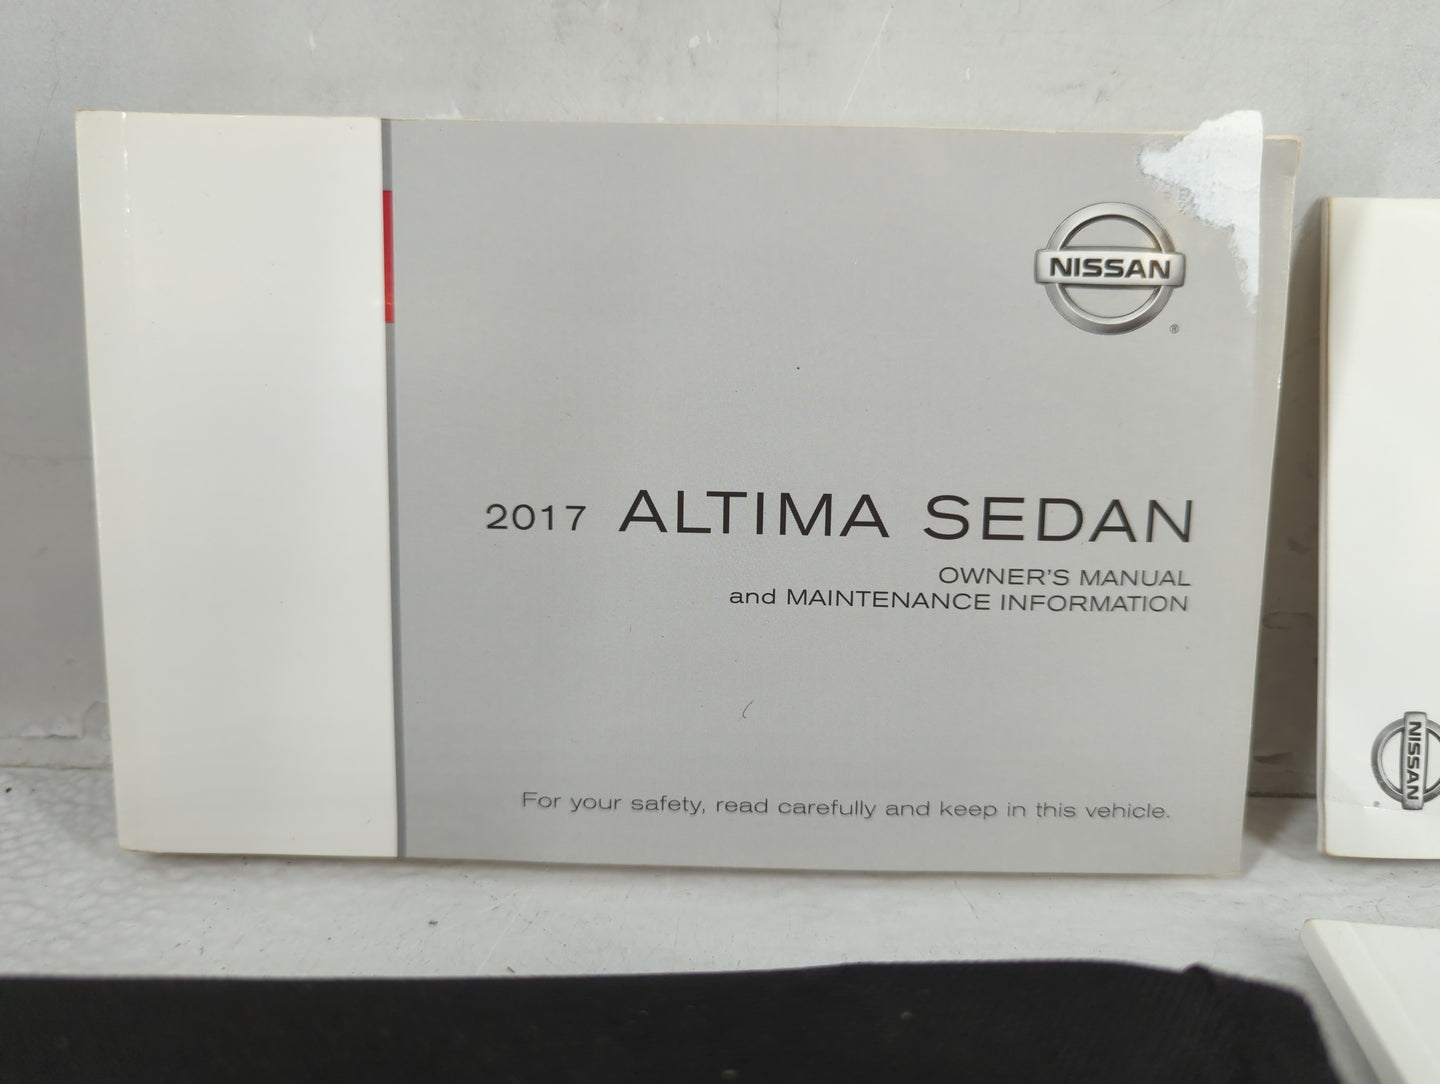 NISSAN
®
2017 ALTIMA SEDAN
OWNER'S MANUAL
and MAINTENANCE INFORMATION
For your safety, read carefully and keep in this vehicle.
NISSAN
®